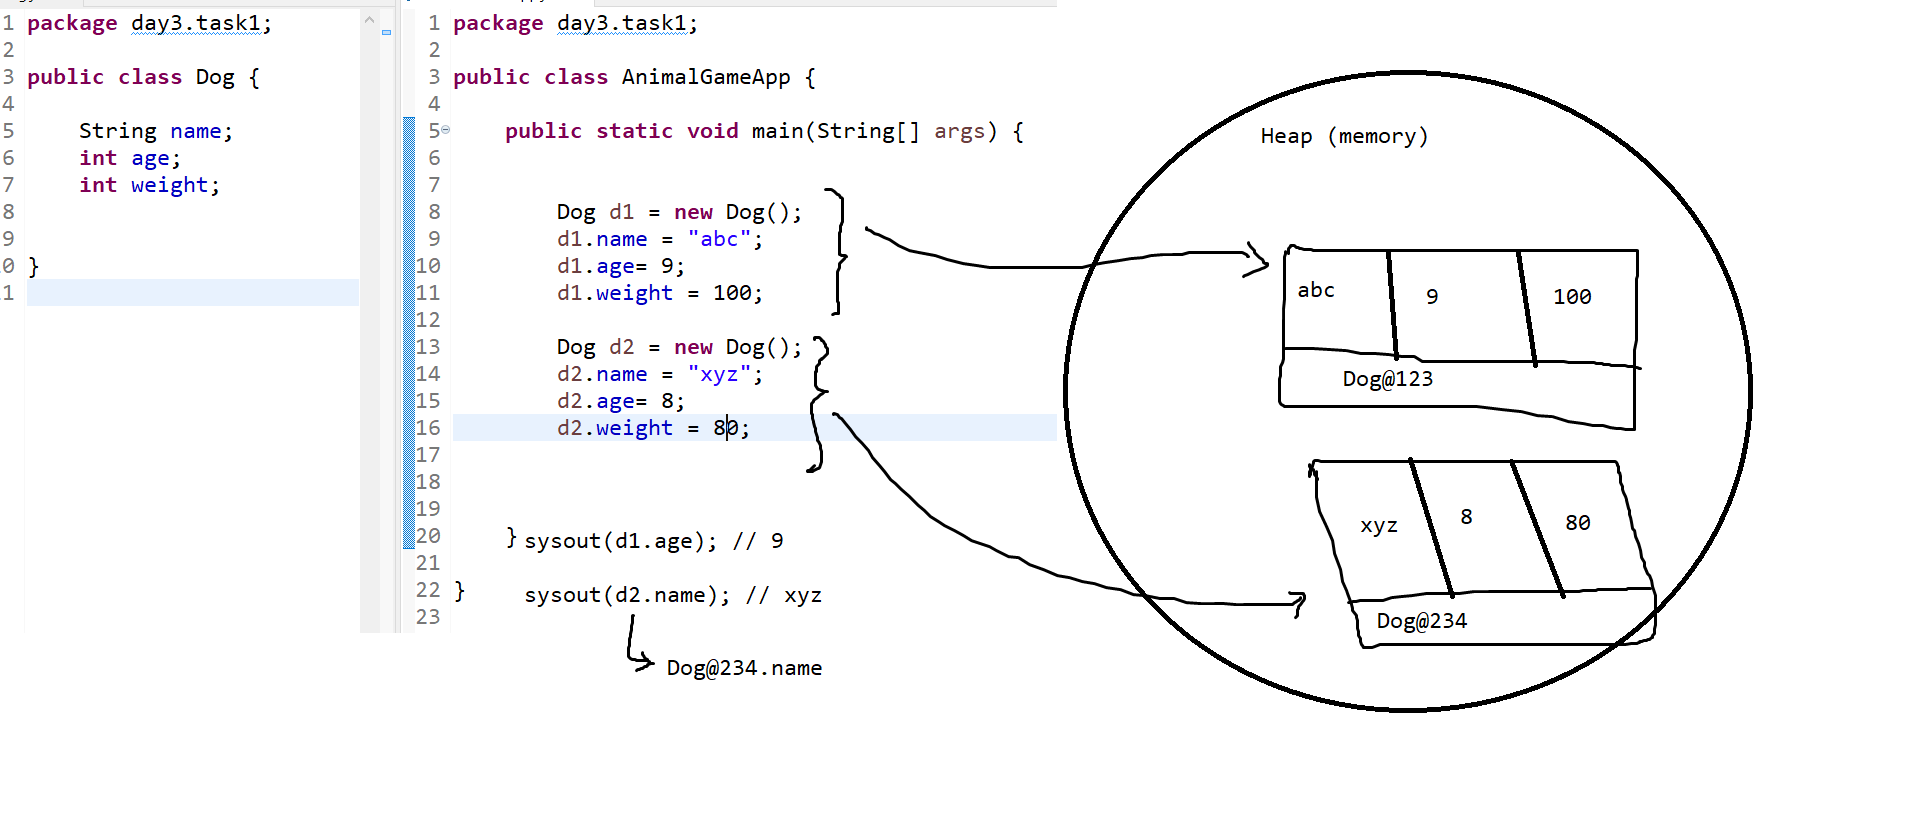 1 package day3.task1;
2
3 public class Dog {
4
5 String name;
6 int age;
7 int weight;
8
9
0 }
1
1 package day3.task1;
2
3 public class AnimalGameApp {
4
5 public static void main(String[] args) {
6
7
8 Dog d1 = new Dog();
9 d1.name = "abc";
10 d1.age= 9;
11 d1.weight = 100;
12
13 Dog d2 = new Dog();
14 d2.name = "xyz";
15 d2.age= 8;
16 d2.weight = 80;
17
18
19
20 }
21
22 }
23
sysout(d1.age); // 9
sysout(d2.name); // xyz
Dog@234.name
Heap (memory)
abc 9 100
Dog@123
xyz 8 80
Dog@234